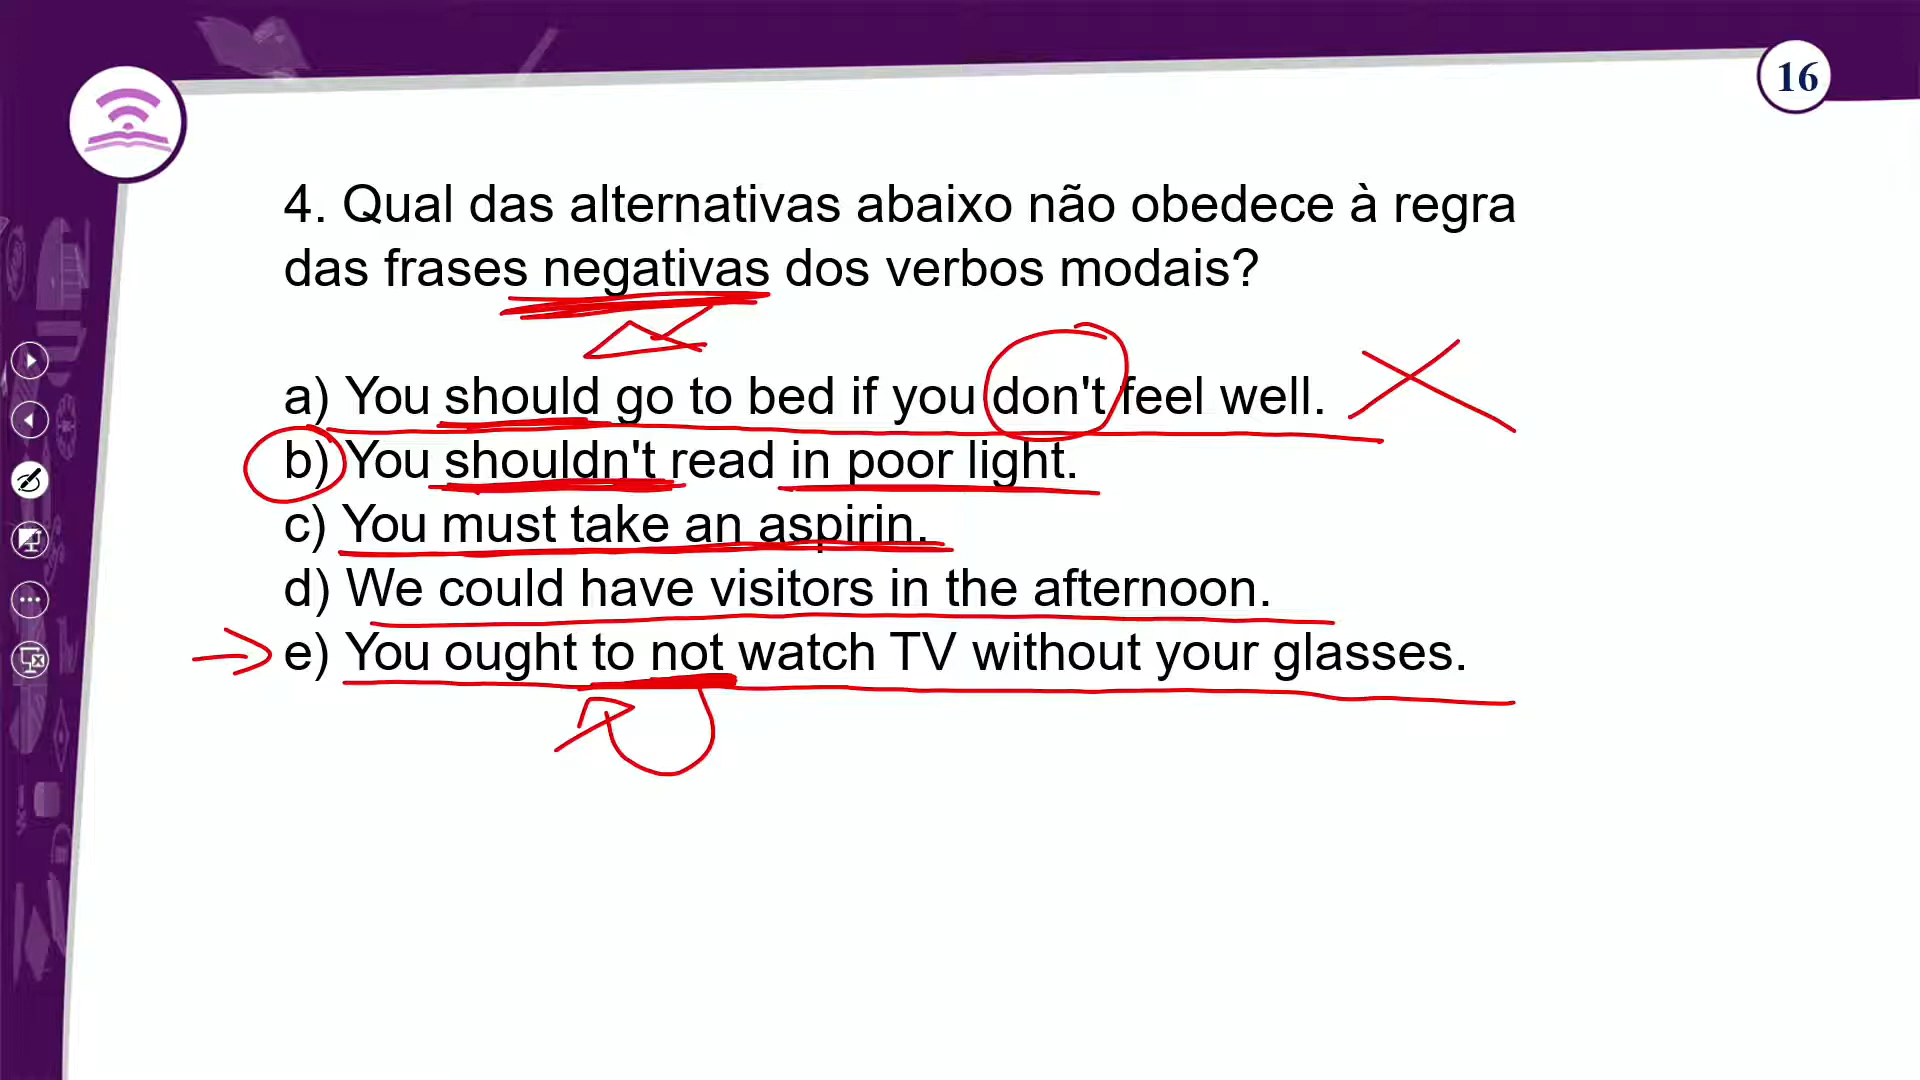 16
4. Qual das alternativas abaixo não obedece à regra
das frases negativas dos verbos modais?
a) You should go to bed if you don't feel well.
b) You shouldn't read in poor light.
c) You must take an aspirin.
d) We could have visitors in the afternoon.
e) You ought to not watch TV without your glasses.